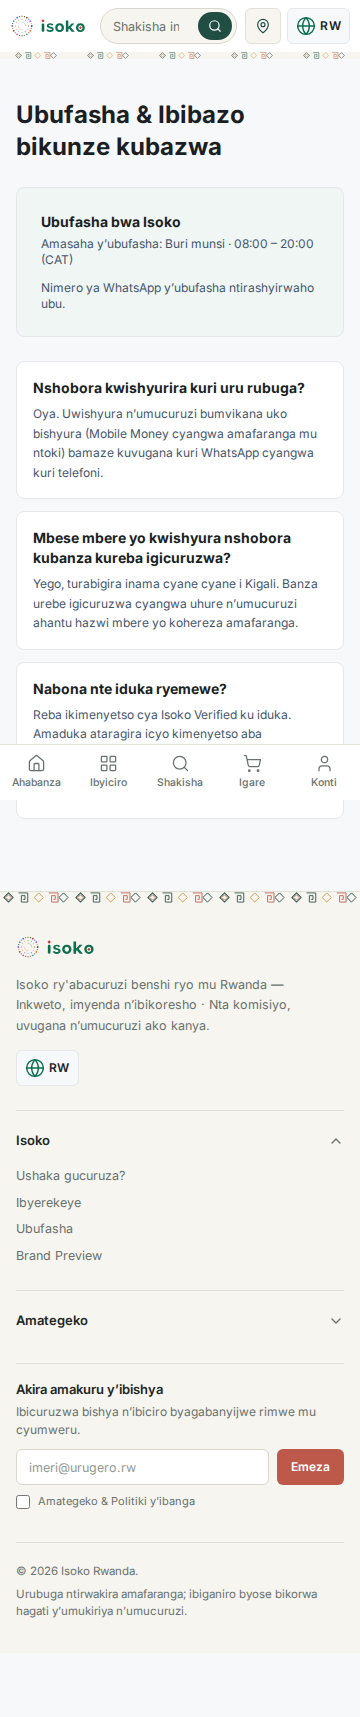 isoko
Shakisha in
RW
Ubufasha & Ibibazo
bikunze kubazwa
Ubufasha bwa Isoko
Amasaha y’ubufasha: Buri munsi · 08:00 – 20:00
(CAT)
Nimero ya WhatsApp y’ubufasha ntirashyirwaho
ubu.
Nshobora kwishyurira kuri uru rubuga?
Oya. Uwishyura n’umucuruzi bumvikana uko
bishyura (Mobile Money cyangwa amafaranga mu
ntoki) bamaze kuvugana kuri WhatsApp cyangwa
kuri telefoni.
Mbese mbere yo kwishyura nshobora
kubanza kureba igicuruzwa?
Yego, turabigira inama cyane cyane i Kigali. Banza
urebe igicuruzwa cyangwa uhure n’umucuruzi
ahantu hazwi mbere yo kohereza amafaranga.
Nabona nte iduka ryemewe?
Reba ikimenyetso cya Isoko Verified ku iduka.
Amaduka ataragira icyo kimenyetso aba
Ahabanza
Ibyiciro
Shakisha
Igare
Konti
isoko
Isoko ry'abacuruzi benshi ryo mu Rwanda —
Inkweto, imyenda n’ibikoresho · Nta komisiyo,
uvugana n’umucuruzi ako kanya.
RW
Isoko
Ushaka gucuruza?
Ibyerekeye
Ubufasha
Brand Preview
Amategeko
Akira amakuru y’ibishya
Ibicuruzwa bishya n’ibiciro byagabanyijwe rimwe mu
cyumweru.
imeri@urugero.rw
Emeza
Amategeko & Politiki y'ibanga
© 2026 Isoko Rwanda.
Urubuga ntirwakira amafaranga; ibiganiro byose bikorwa
hagati y’umukiriya n’umucuruzi.